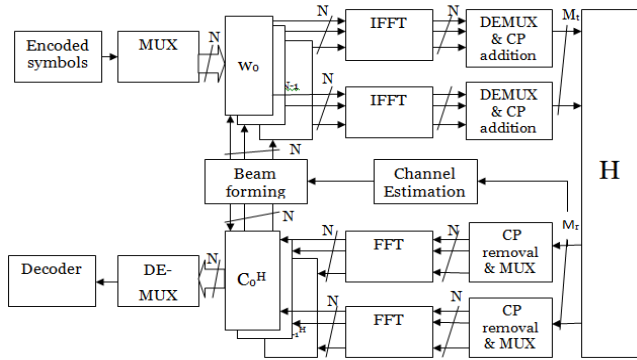 Encoded symbols
MUX
N
w₀
N
IFFT
N
DEMUX & CP addition
Mₜ
H
N
IFFT
N
DEMUX & CP addition
N
Beam forming
Channel Estimation
N
Mᵣ
Decoder
DE-MUX
N
C₀ᴴ
N
FFT
N
CP removal & MUX
N
FFT
N
CP removal & MUX